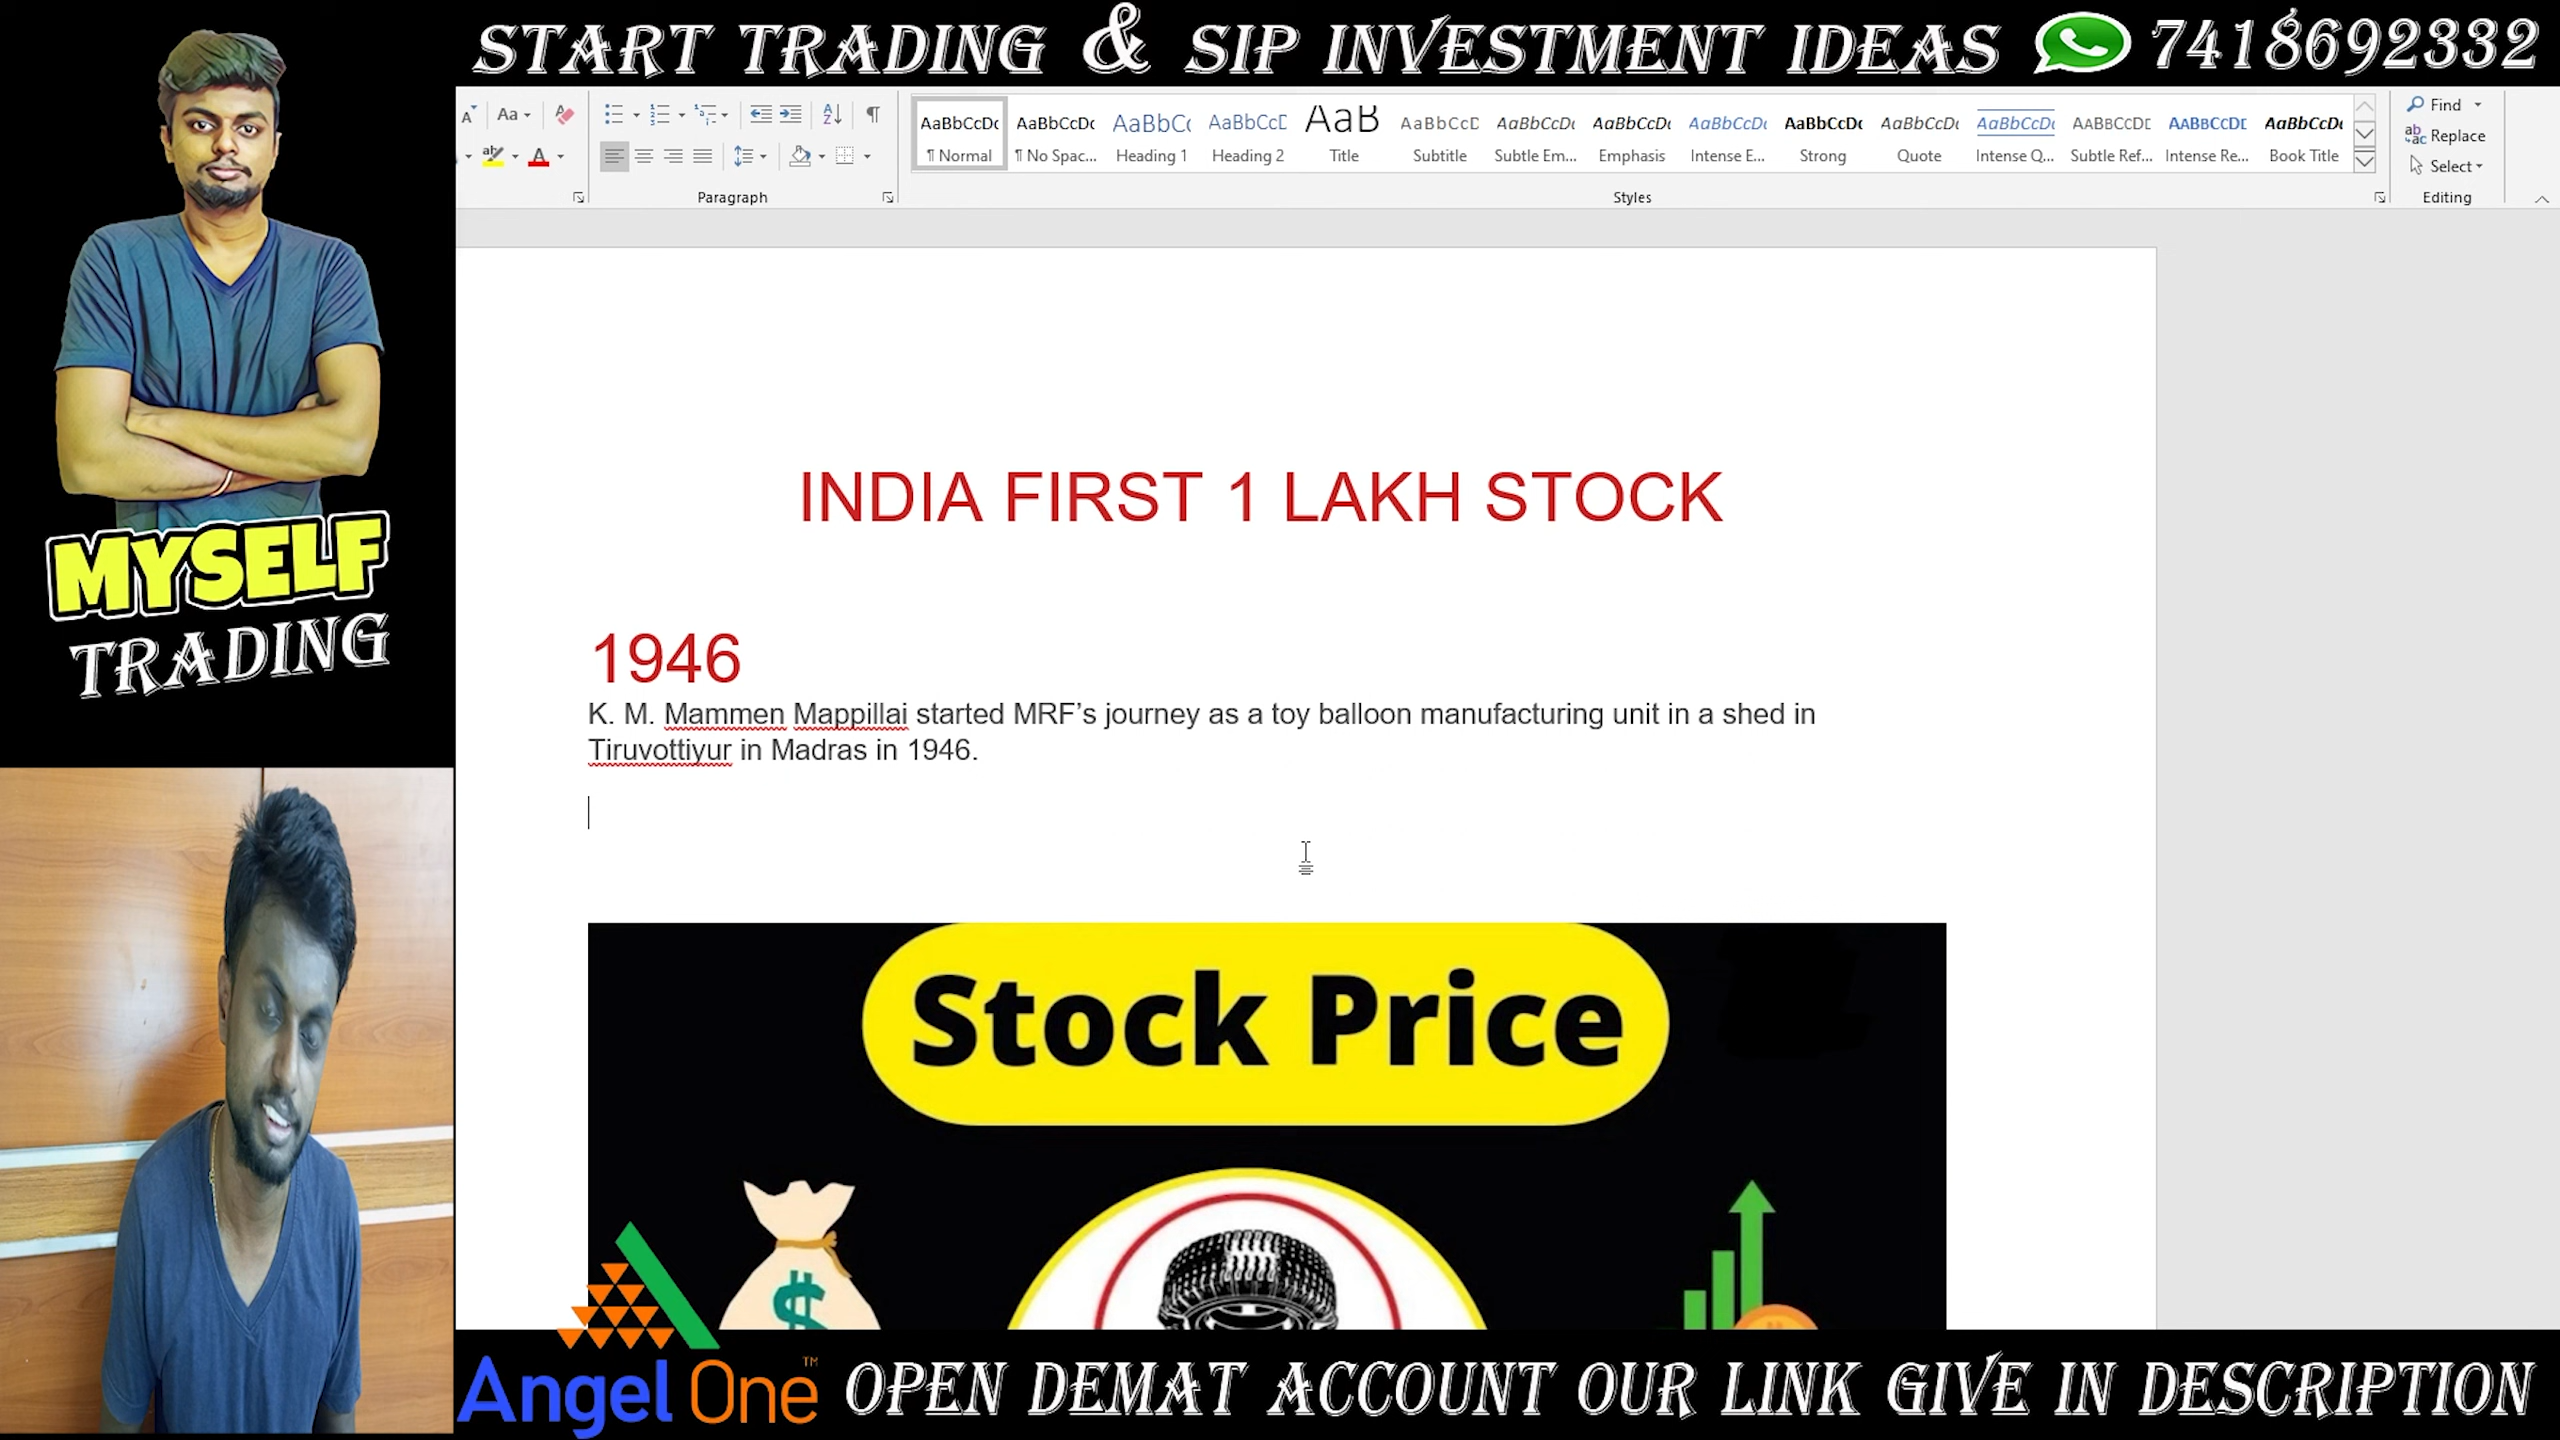 START TRADING & SIP INVESTMENT IDEAS 7418692332
Aa
Find
Replace
Select
AaBbCcDc AaBbCcDc AaBbCc AaBbCcD AaB AaBbCcD AaBbCcDc AaBbCcDc AaBbCcDc AaBbCcDc AaBbCcDc AaBbCcDc AABBCCDE AABBCCDE AaBbCcDc
¶ Normal ¶ No Spac... Heading 1 Heading 2 Title Subtitle Subtle Em... Emphasis Intense E... Strong Quote Intense Q... Subtle Ref... Intense Re... Book Title
Paragraph Styles Editing
MYSELF
TRADING
INDIA FIRST 1 LAKH STOCK
1946
K. M. Mammen Mappillai started MRF’s journey as a toy balloon manufacturing unit in a shed in
Tiruvottiyur in Madras in 1946.
Stock Price
$
AngelOne™ OPEN DEMAT ACCOUNT OUR LINK GIVE IN DESCRIPTION